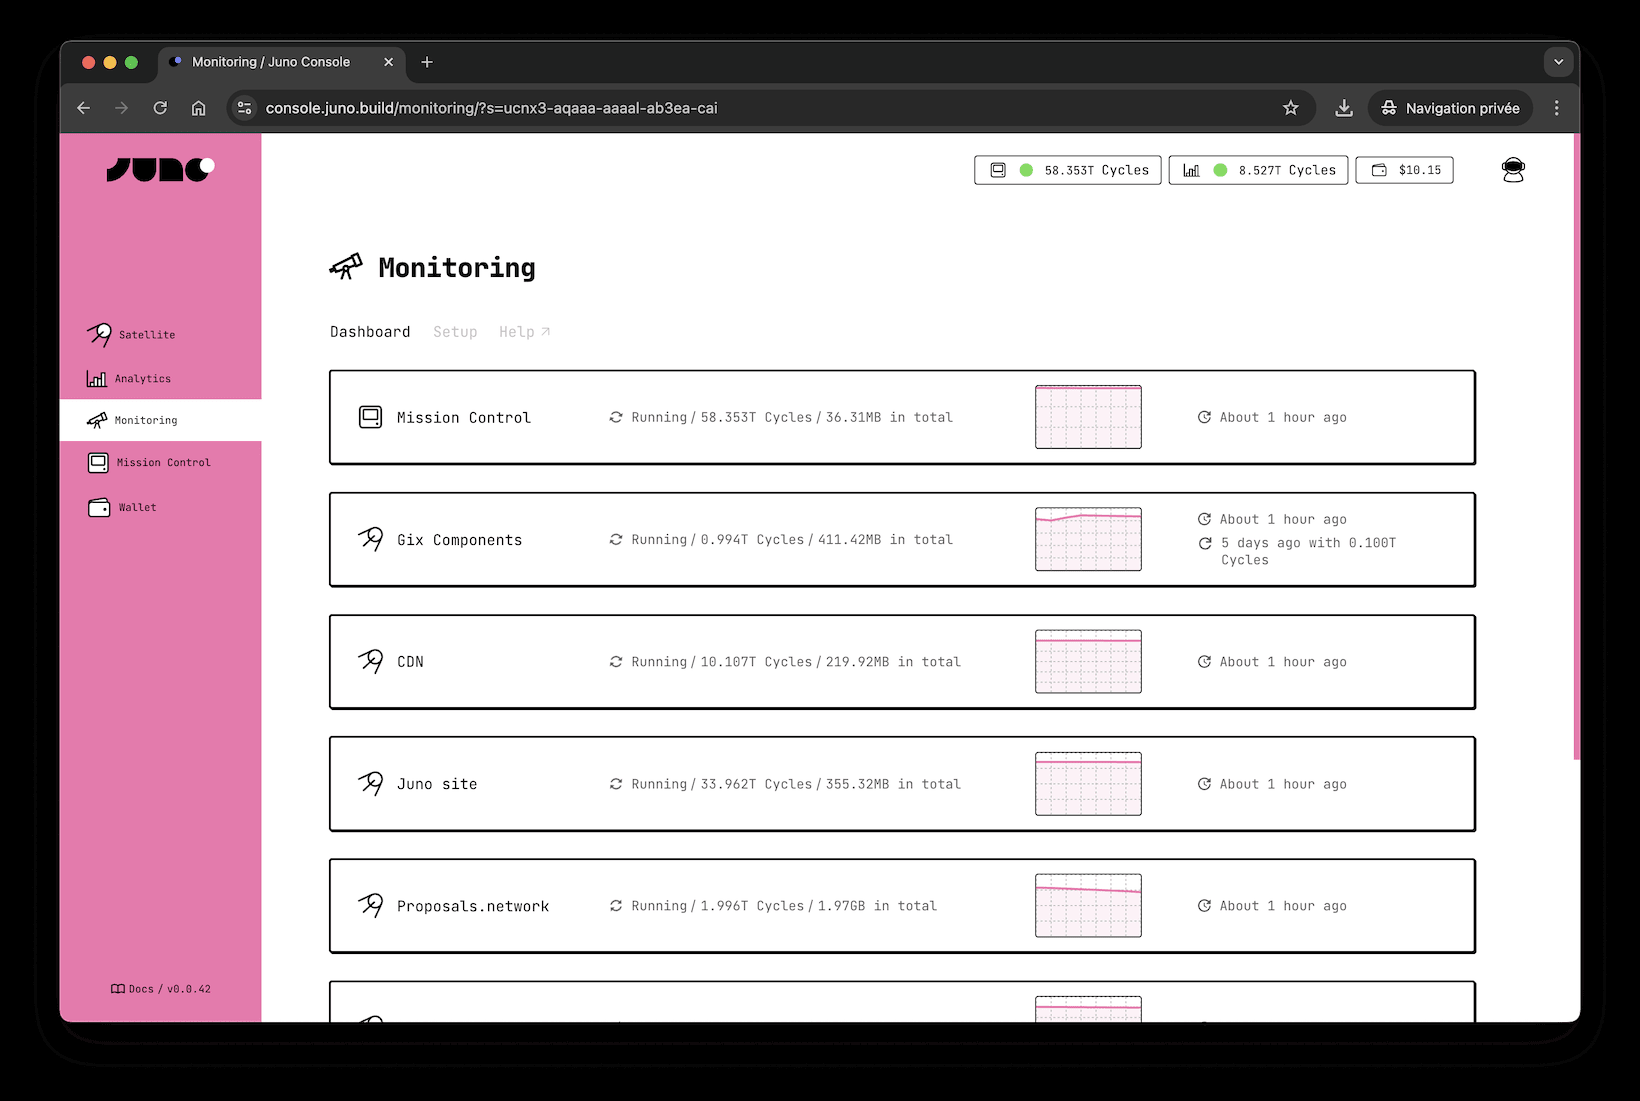 Monitoring / Juno Console
console.juno.build/monitoring/?s=ucnx3-aqaaa-aaaal-ab3ea-cai
Navigation privée
JUNO
58.353T Cycles
8.527T Cycles
$10.15
Satellite
Analytics
Monitoring
Mission Control
Wallet
Docs / v0.0.42
Monitoring
Dashboard Setup Help
Mission Control Running / 58.353T Cycles / 36.31MB in total About 1 hour ago
Gix Components Running / 0.994T Cycles / 411.42MB in total About 1 hour ago
5 days ago with 0.100T
Cycles
CDN Running / 10.107T Cycles / 219.92MB in total About 1 hour ago
Juno site Running / 33.962T Cycles / 355.32MB in total About 1 hour ago
Proposals.network Running / 1.996T Cycles / 1.97GB in total About 1 hour ago